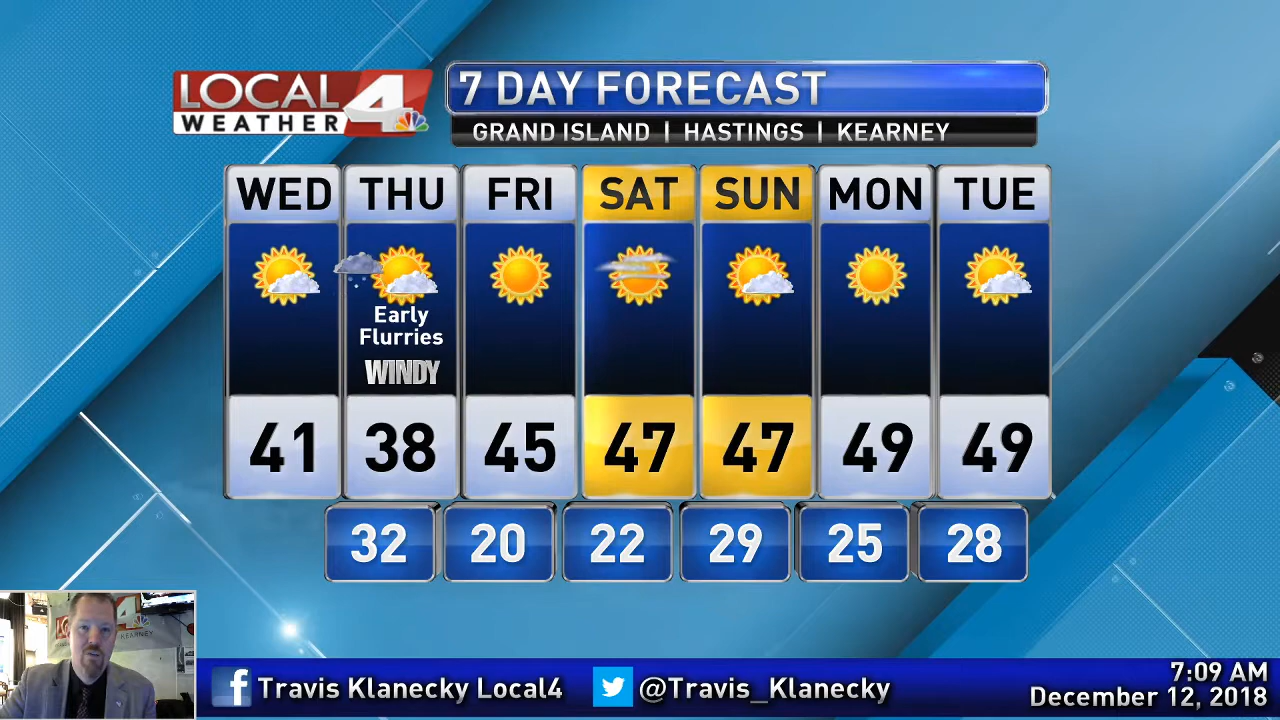 LOCAL 4
WEATHER
7 DAY FORECAST
GRAND ISLAND | HASTINGS | KEARNEY
WED THU FRI SAT SUN MON TUE
Early
Flurries
WINDY
41 38 45 47 47 49 49
32 20 22 29 25 28
4
KEARNEY
Travis Klanecky Local4
@Travis_Klanecky
7:09 AM
December 12, 2018